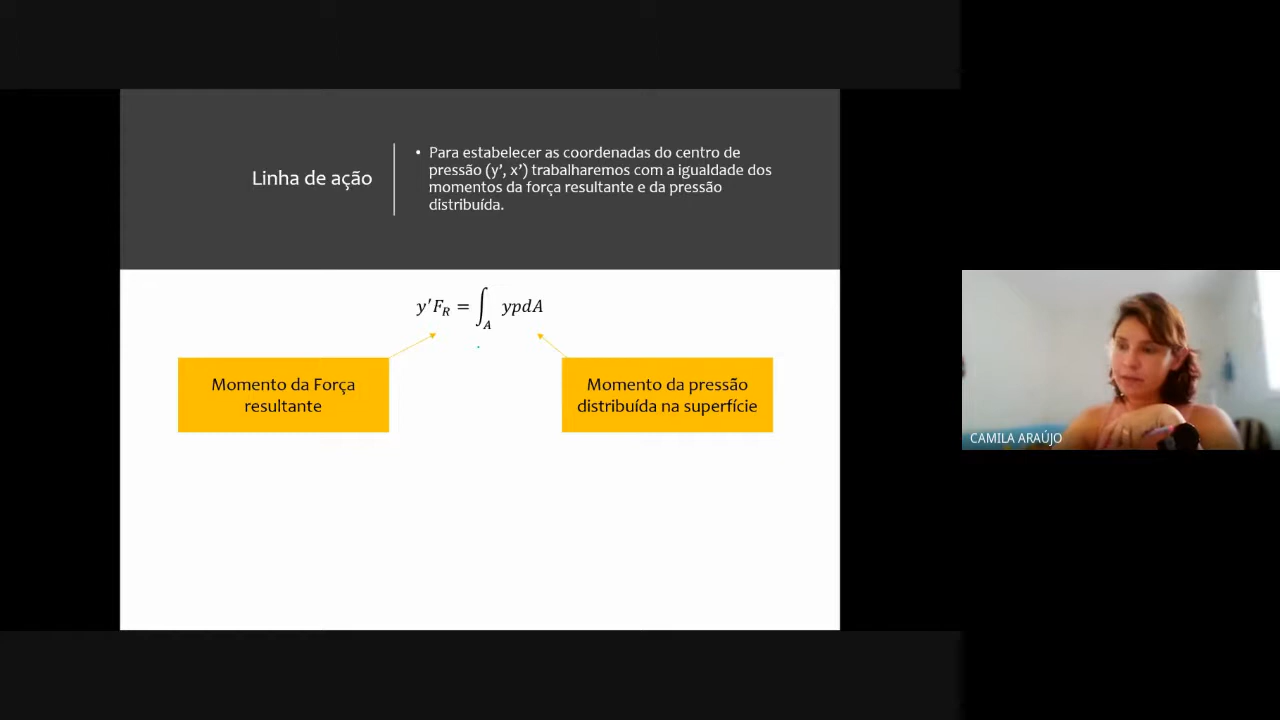 Linha de ação
• Para estabelecer as coordenadas do centro de
pressão (y’, x’) trabalharemos com a igualdade dos
momentos da força resultante e da pressão
distribuída.
y′F_R = ∫_A ypdA
Momento da Força
resultante
Momento da pressão
distribuída na superfície
CAMILA ARAÚJO